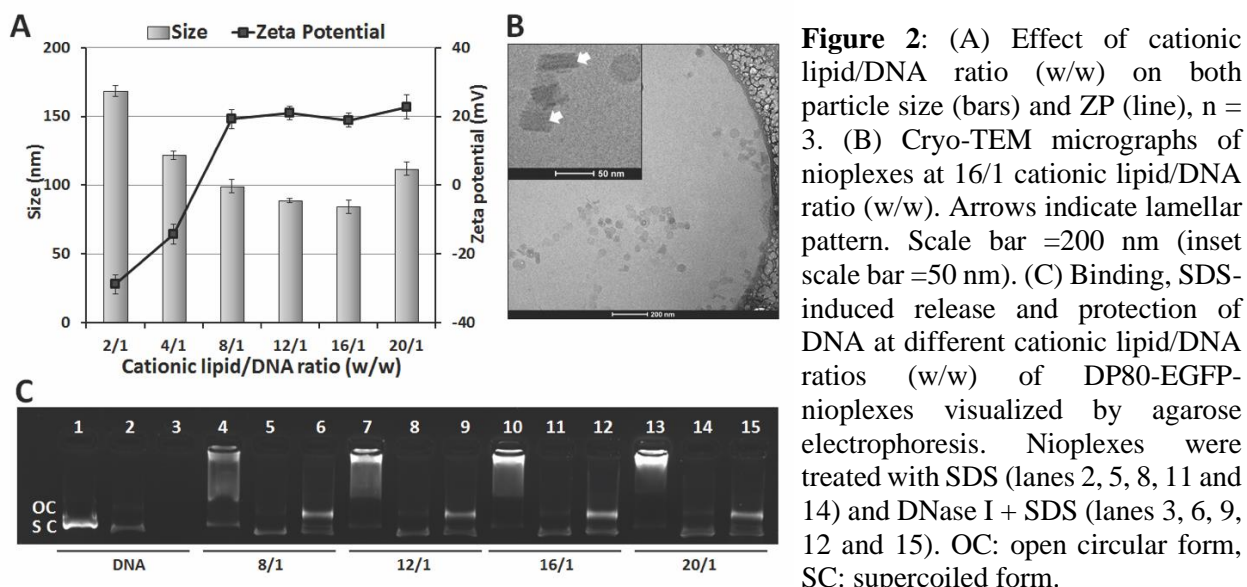 A
Size
Zeta Potential
200
150
100
50
0
Size (nm)
40
20
0
-20
-40
Zeta potential (mV)
2/1 4/1 8/1 12/1 16/1 20/1
Cationic lipid/DNA ratio (w/w)
B
50 nm
200 nm
C
1 2 3 4 5 6 7 8 9 10 11 12 13 14 15
OC
S C
DNA 8/1 12/1 16/1 20/1
Figure 2: (A) Effect of cationic
lipid/DNA ratio (w/w) on both
particle size (bars) and ZP (line), n =
3. (B) Cryo-TEM micrographs of
nioplexes at 16/1 cationic lipid/DNA
ratio (w/w). Arrows indicate lamellar
pattern. Scale bar =200 nm (inset
scale bar =50 nm). (C) Binding, SDS-
induced release and protection of
DNA at different cationic lipid/DNA
ratios (w/w) of DP80-EGFP-
nioplexes visualized by agarose
electrophoresis. Nioplexes were
treated with SDS (lanes 2, 5, 8, 11 and
14) and DNase I + SDS (lanes 3, 6, 9,
12 and 15). OC: open circular form,
SC: supercoiled form.